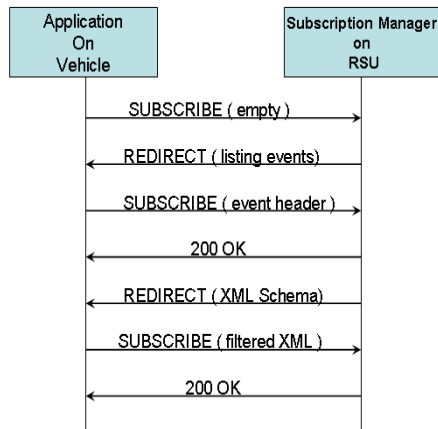 Application
On
Vehicle
Subscription Manager
on
RSU
SUBSCRIBE ( empty )
REDIRECT ( listing events)
SUBSCRIBE ( event header )
200 OK
REDIRECT ( XML Schema)
SUBSCRIBE ( filtered XML )
200 OK